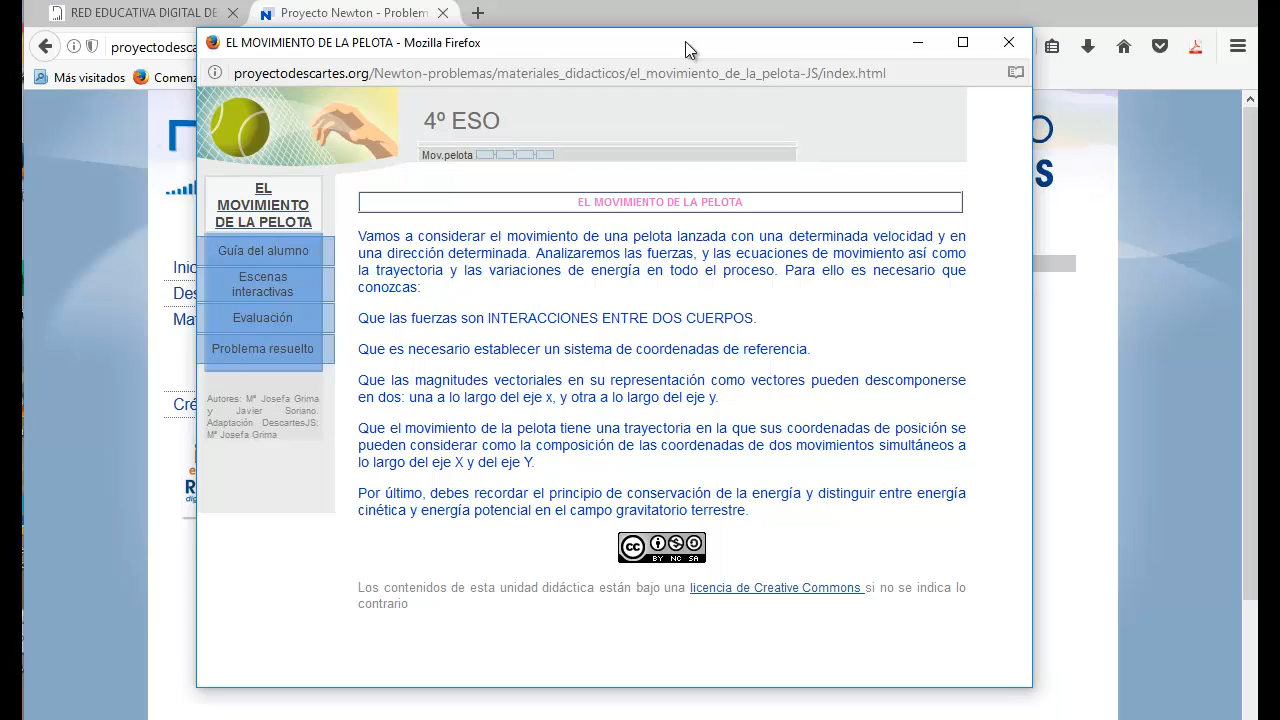 RED EDUCATIVA DIGITAL DE
Proyecto Newton - Problem
EL MOVIMIENTO DE LA PELOTA - Mozilla Firefox
proyectodesca
proyectodescartes.org/Newton-problemas/materiales_didacticos/el_movimiento_de_la_pelota-JS/index.html
Más visitados
Comenz
4º ESO
Mov.pelota
EL
MOVIMIENTO
DE LA PELOTA
Guía del alumno
Escenas
interactivas
Evaluación
Problema resuelto
Autores: Mª Josefa Grima
y Javier Soriano.
Adaptación DescartesJS:
Mª Josefa Grima
EL MOVIMIENTO DE LA PELOTA
Vamos a considerar el movimiento de una pelota lanzada con una determinada velocidad y en
una dirección determinada. Analizaremos las fuerzas, y las ecuaciones de movimiento así como
la trayectoria y las variaciones de energía en todo el proceso. Para ello es necesario que
conozcas:
Que las fuerzas son INTERACCIONES ENTRE DOS CUERPOS.
Que es necesario establecer un sistema de coordenadas de referencia.
Que las magnitudes vectoriales en su representación como vectores pueden descomponerse
en dos: una a lo largo del eje x, y otra a lo largo del eje y.
Que el movimiento de la pelota tiene una trayectoria en la que sus coordenadas de posición se
pueden considerar como la composición de las coordenadas de dos movimientos simultáneos a
lo largo del eje X y del eje Y.
Por último, debes recordar el principio de conservación de la energía y distinguir entre energía
cinética y energía potencial en el campo gravitatorio terrestre.
cc BY NC SA
Los contenidos de esta unidad didáctica están bajo una licencia de Creative Commons si no se indica lo
contrario
Inic
Des
Mat
Cré